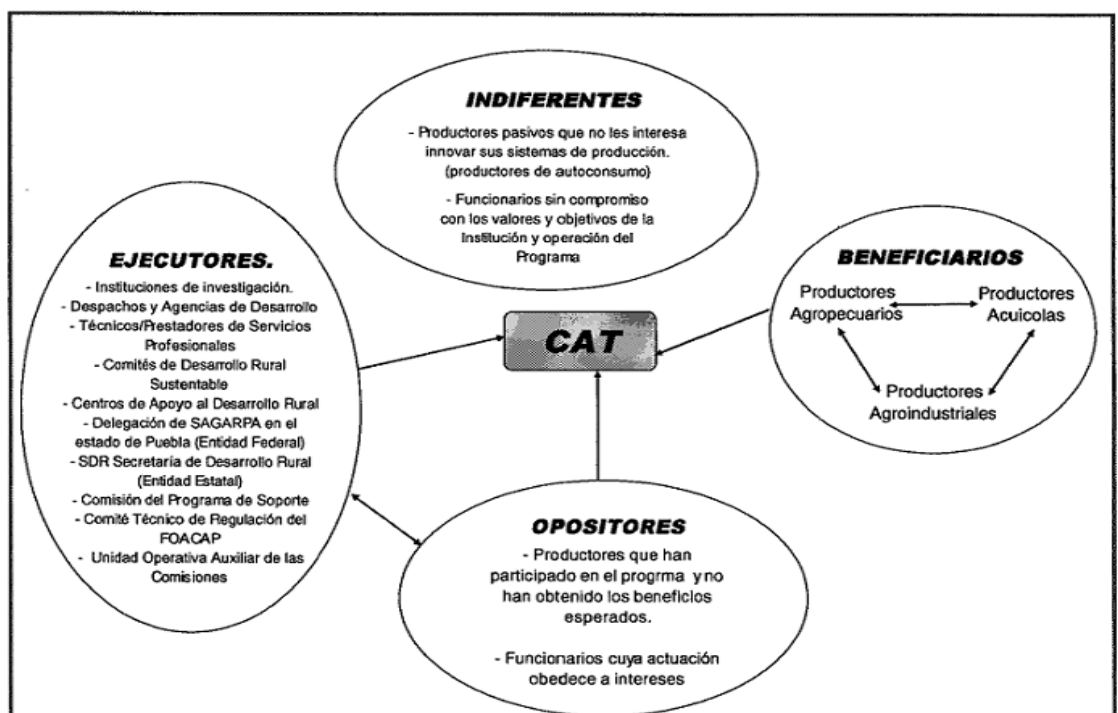 INDIFERENTES
- Productores pasivos que no les interesa
innovar sus sistemas de producción.
(productores de autoconsumo)
- Funcionarios sin compromiso
con los valores y objetivos de la
Institución y operación del
Programa
EJECUTORES.
- Instituciones de investigación.
- Despachos y Agencias de Desarrollo
- Técnicos/Prestadores de Servicios
Profesionales
- Comités de Desarrollo Rural
Sustentable
- Centros de Apoyo al Desarrollo Rural
- Delegación de SAGARPA en el
estado de Puebla (Entidad Federal)
- SDR Secretaría de Desarrollo Rural
(Entidad Estatal)
- Comisión del Programa de Soporte
- Comité Técnico de Regulación del
FOACAP
- Unidad Operativa Auxiliar de las
Comisiones
CAT
BENEFICIARIOS
Productores
Agropecuarios
Productores
Acuicolas
Productores
Agroindustriales
OPOSITORES
- Productores que han
participado en el progrma y no
han obtenido los beneficios
esperados.
- Funcionarios cuya actuación
obedece a intereses